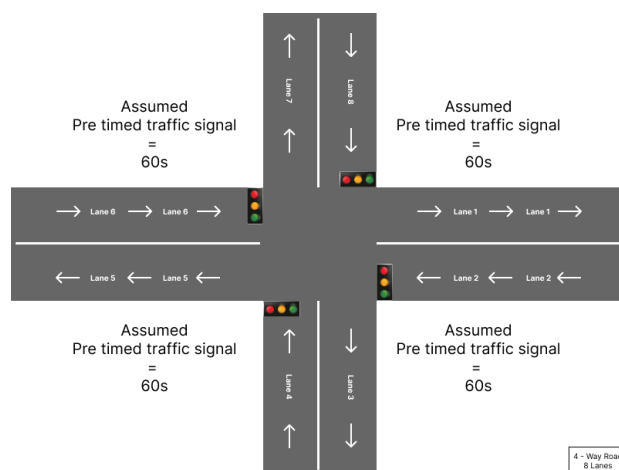 Assumed
Pre timed traffic signal
=
60s
Lane 7
Lane 8
Assumed
Pre timed traffic signal
=
60s
Lane 6 Lane 6
Lane 1 Lane 1
Lane 5 Lane 5
Lane 2 Lane 2
Assumed
Pre timed traffic signal
=
60s
Lane 4
Lane 3
Assumed
Pre timed traffic signal
=
60s
4 - Way Road
8 Lanes